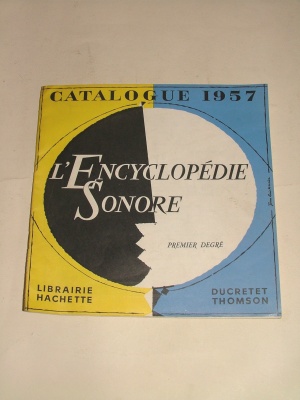 CATALOGUE 1957
L'ENCYCLOPÉDIE
SONORE
PREMIER DEGRÉ
LIBRAIRIE
HACHETTE
DUCRETET
THOMSON